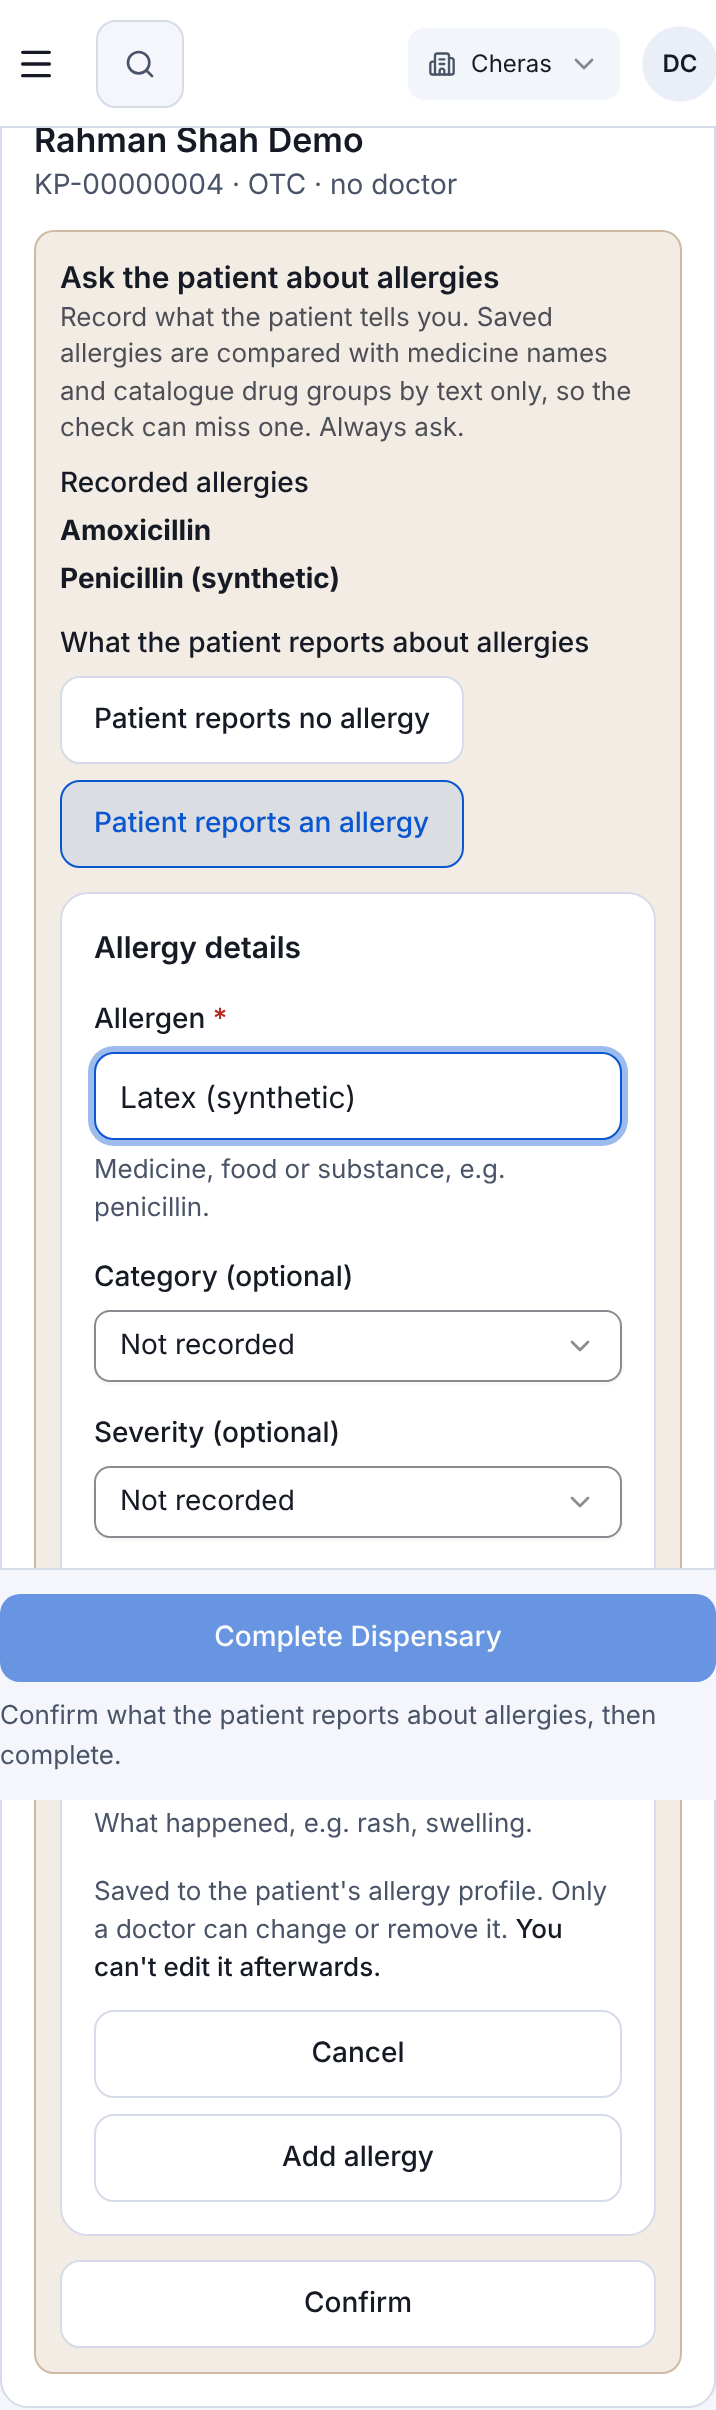 Cheras
DC
Rahman Shah Demo
KP-00000004 · OTC · no doctor
Ask the patient about allergies
Record what the patient tells you. Saved
allergies are compared with medicine names
and catalogue drug groups by text only, so the
check can miss one. Always ask.
Recorded allergies
Amoxicillin
Penicillin (synthetic)
What the patient reports about allergies
Patient reports no allergy
Patient reports an allergy
Allergy details
Allergen *
Latex (synthetic)
Medicine, food or substance, e.g.
penicillin.
Category (optional)
Not recorded
Severity (optional)
Not recorded
Complete Dispensary
Confirm what the patient reports about allergies, then
complete.
What happened, e.g. rash, swelling.
Saved to the patient's allergy profile. Only
a doctor can change or remove it. You
can't edit it afterwards.
Cancel
Add allergy
Confirm